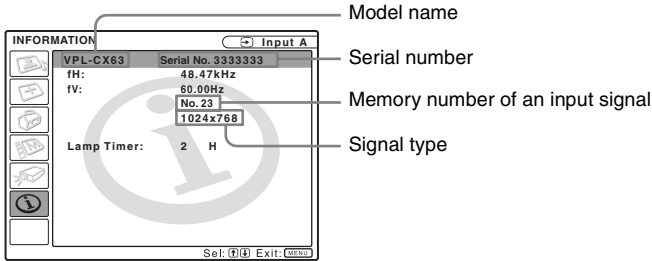 Model name
INFORMATION Input A
VPL-CX63 Serial No. 3333333
Serial number
fH: 48.47kHz
fV: 60.00Hz
No. 23
Memory number of an input signal
1024x768
Signal type
Lamp Timer: 2 H
Sel: Exit: MENU